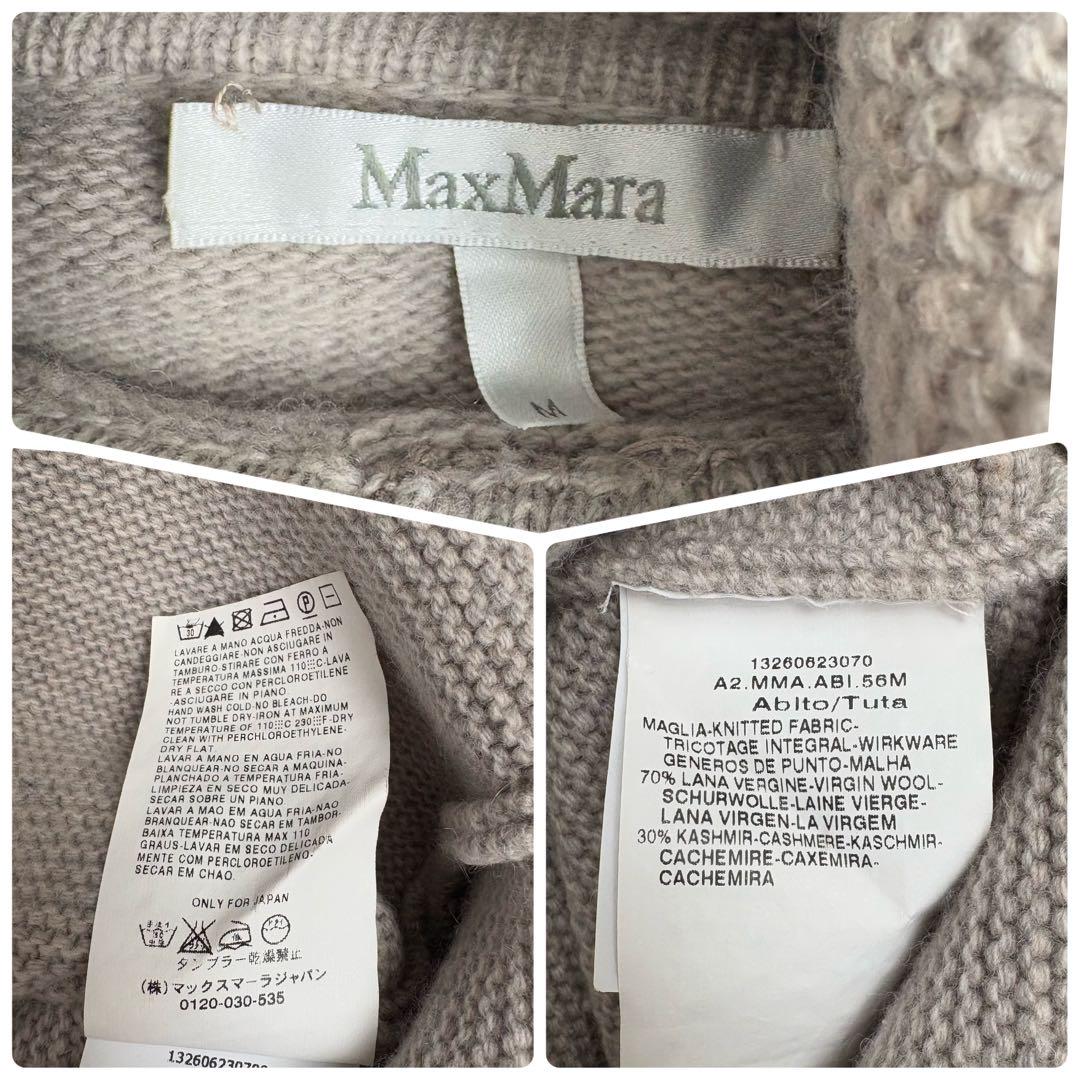 MaxMara
M
30
P
LAVARE A MANO ACQUA FREDDA-NON
CANDEGGIARE-NON ASCIUGARE IN
TAMBURO-STIRARE CON FERRO A
TEMPERATURA MASSIMA 110 C-LAVA
RE A SECCO CON PERCLOROETILENE
-ASCIUGARE IN PIANO
HAND WASH COLD-NO BLEACH-DO
NOT TUMBLE DRY-IRON AT MAXIMUM
TEMPERATURE OF 110 C 230 F-DRY
CLEAN WITH PERCHLOROETHYLENE-
DRY FLAT.
LAVAR A MANO EN AGUA FRIA-NO
BLANQUEAR-NO SECAR A MAQUINA-
PLANCHADO A TEMPERATURA FRIA-
LIMPIEZA EN SECO MUY DELICADA-
SECAR SOBRE UN PIANO
LAVAR A MAO EM AGUA FRIA-NAO
BRANQUEAR-NAO SECAR EM TAMBOR-
BAIXA TEMPERATURA MAX 110
GRAUS-LAVAR EM SECO DELICADA
MENTE COM PERCLOROETILENO-
SECAR EM CHAO.
ONLY FOR JAPAN
タンブラー乾燥禁止
(株)マックスマーラジャパン
0120-030-535
13260623070
A2.MMA.ABI.56M
Abito/Tuta
MAGLIA-KNITTED FABRIC-
TRICOTAGE INTEGRAL-WIRKWARE
GENEROS DE PUNTO-MALHA
70% LANA VERGINE-VIRGIN WOOL-
SCHURWOLLE-LAINE VIERGE-
LANA VIRGEN-LA VIRGEM
30% KASHMIR-CASHMERE-KASCHMIR-
CACHEMIRE-CAXEMIRA-
CACHEMIRA